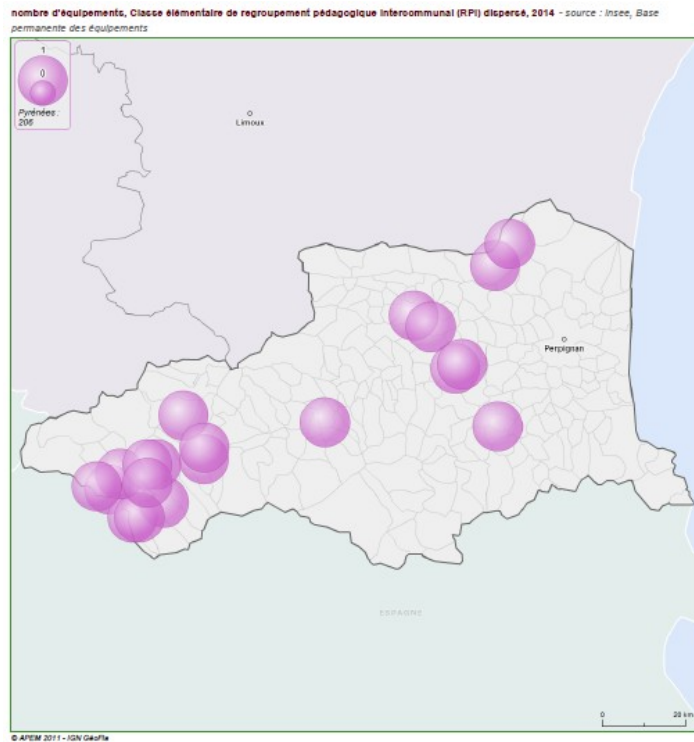 nombre d'équipements, Classe élémentaire de regroupement pédagogique intercommunal (RPI) dispersé, 2014 - source : Insee, Base
permanente des équipements
1
0
Pyrénées :
206
Limoux
Perpignan
ESPAGNE
0 20 km
© APEM 2011 - IGN GéoFla